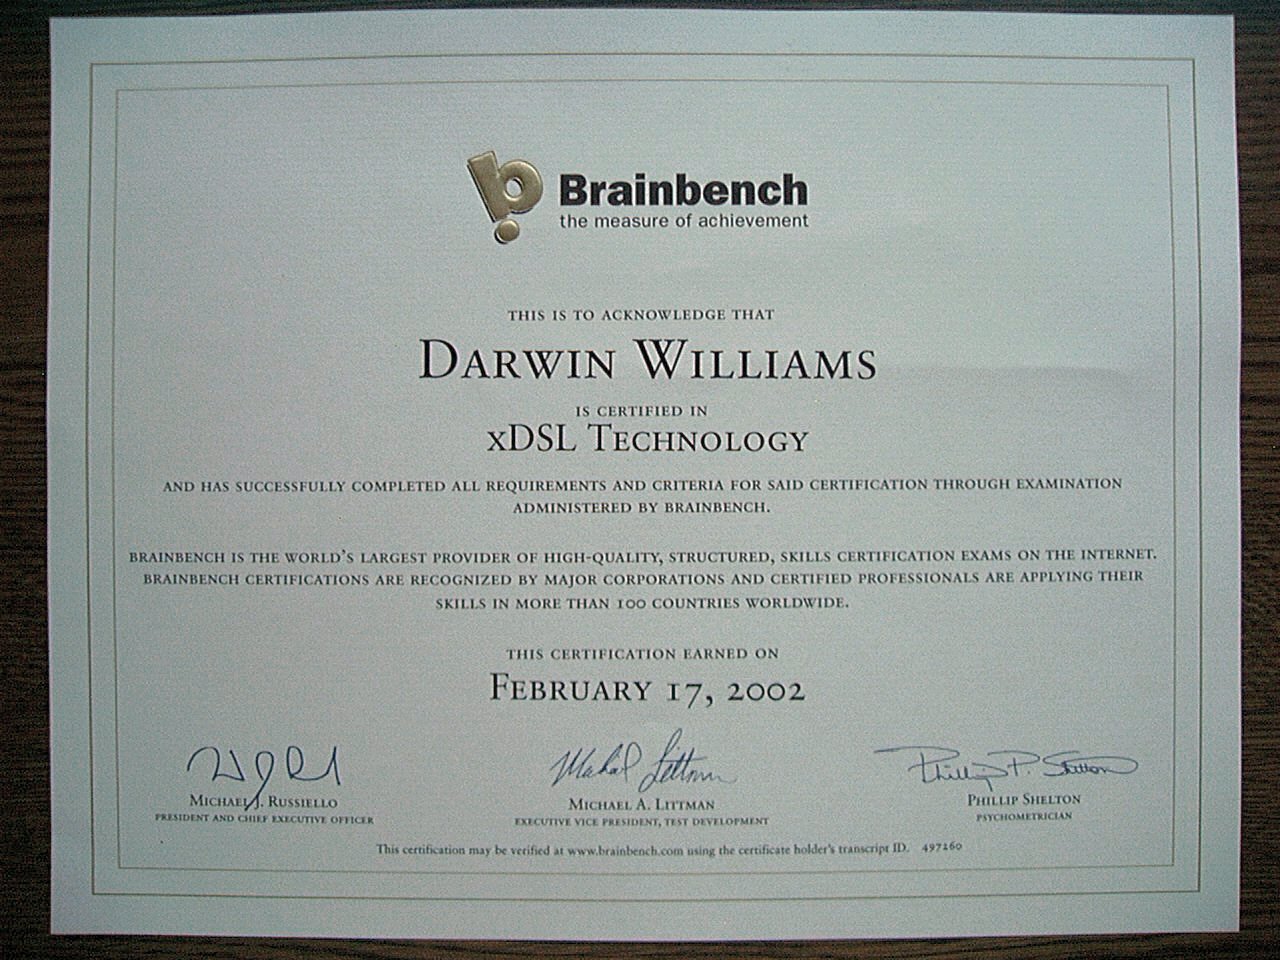 Brainbench
the measure of achievement
THIS IS TO ACKNOWLEDGE THAT
DARWIN WILLIAMS
IS CERTIFIED IN
xDSL TECHNOLOGY
AND HAS SUCCESSFULLY COMPLETED ALL REQUIREMENTS AND CRITERIA FOR SAID CERTIFICATION THROUGH EXAMINATION
ADMINISTERED BY BRAINBENCH.
BRAINBENCH IS THE WORLD'S LARGEST PROVIDER OF HIGH-QUALITY, STRUCTURED, SKILLS CERTIFICATION EXAMS ON THE INTERNET.
BRAINBENCH CERTIFICATIONS ARE RECOGNIZED BY MAJOR CORPORATIONS AND CERTIFIED PROFESSIONALS ARE APPLYING THEIR
SKILLS IN MORE THAN 100 COUNTRIES WORLDWIDE.
THIS CERTIFICATION EARNED ON
FEBRUARY 17, 2002
Michael Littman
Phillip P. Shelton
MICHAEL J. RUSSIELLO
PRESIDENT AND CHIEF EXECUTIVE OFFICER
MICHAEL A. LITTMAN
EXECUTIVE VICE PRESIDENT, TEST DEVELOPMENT
PHILLIP SHELTON
PSYCHOMETRICIAN
This certification may be verified at www.brainbench.com using the certificate holder's transcript ID. 497260